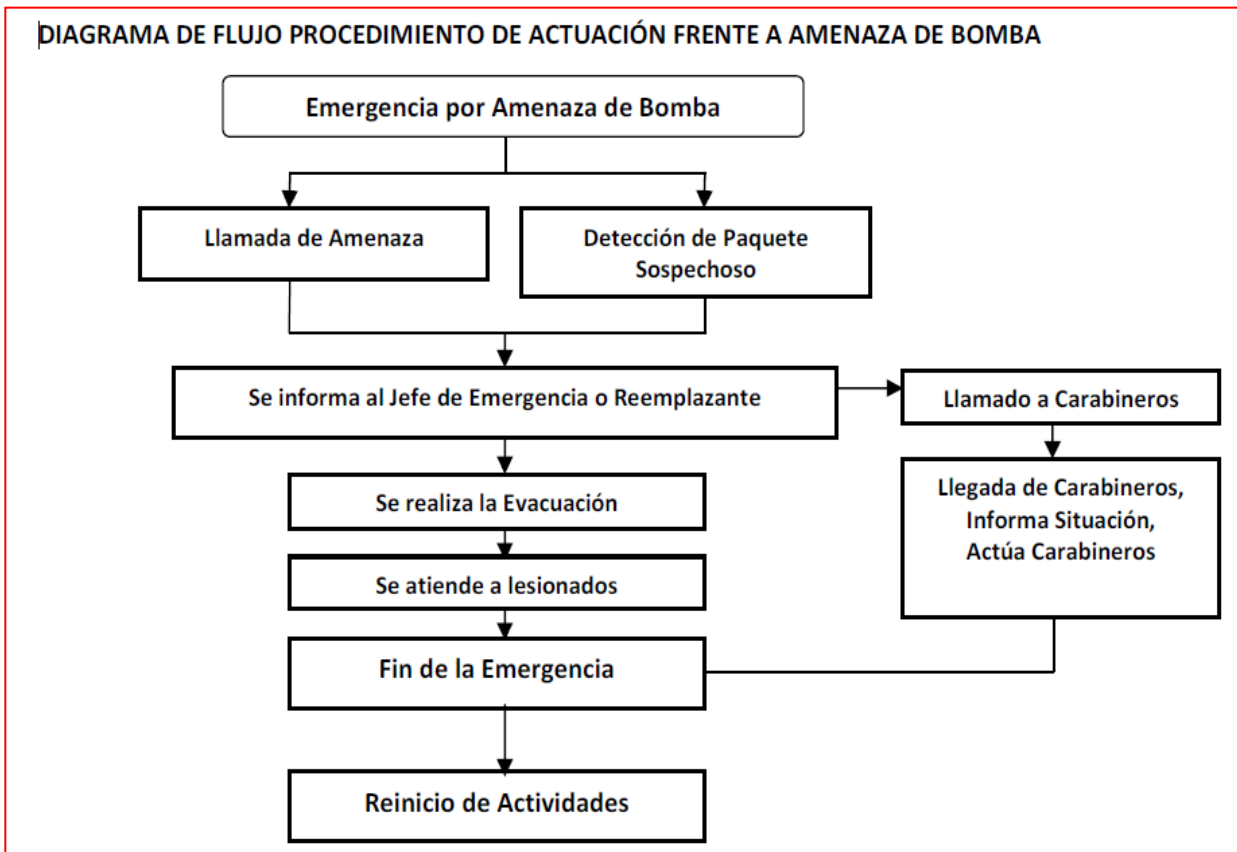 DIAGRAMA DE FLUJO PROCEDIMIENTO DE ACTUACIÓN FRENTE A AMENAZA DE BOMBA
Emergencia por Amenaza de Bomba
Llamada de Amenaza
Detección de Paquete
Sospechoso
Se informa al Jefe de Emergencia o Reemplazante
Llamado a Carabineros
Se realiza la Evacuación
Llegada de Carabineros,
Informa Situación,
Actúa Carabineros
Se atiende a lesionados
Fin de la Emergencia
Reinicio de Actividades